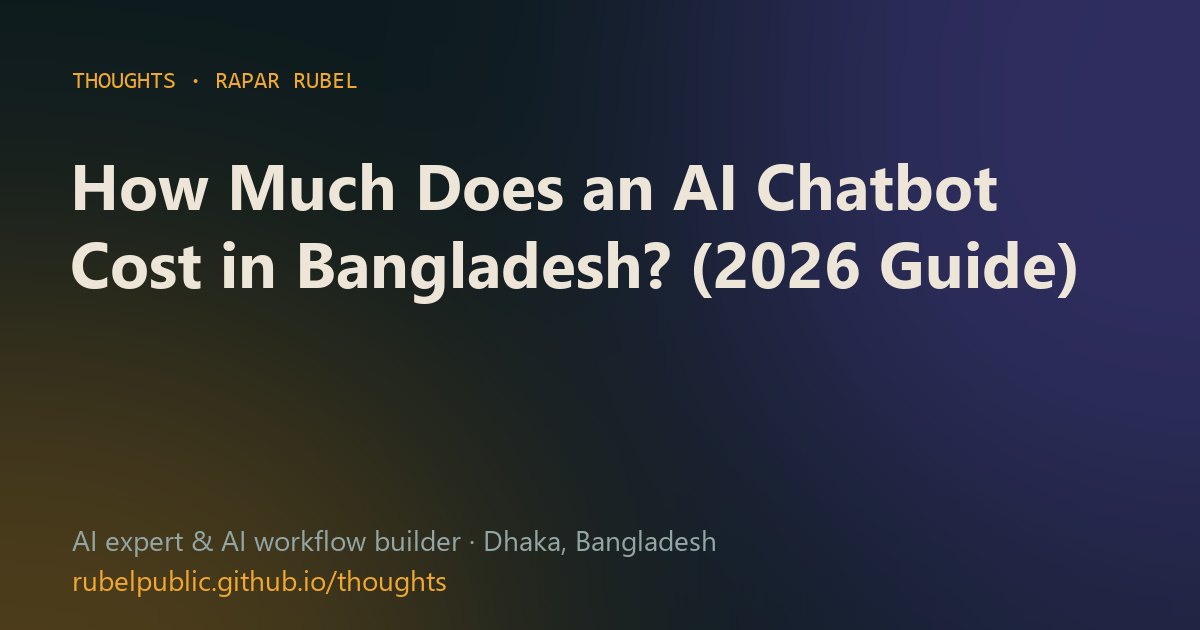 THOUGHTS · RAPAR RUBEL
How Much Does an AI Chatbot
Cost in Bangladesh? (2026 Guide)
AI expert & AI workflow builder · Dhaka, Bangladesh
rubelpublic.github.io/thoughts